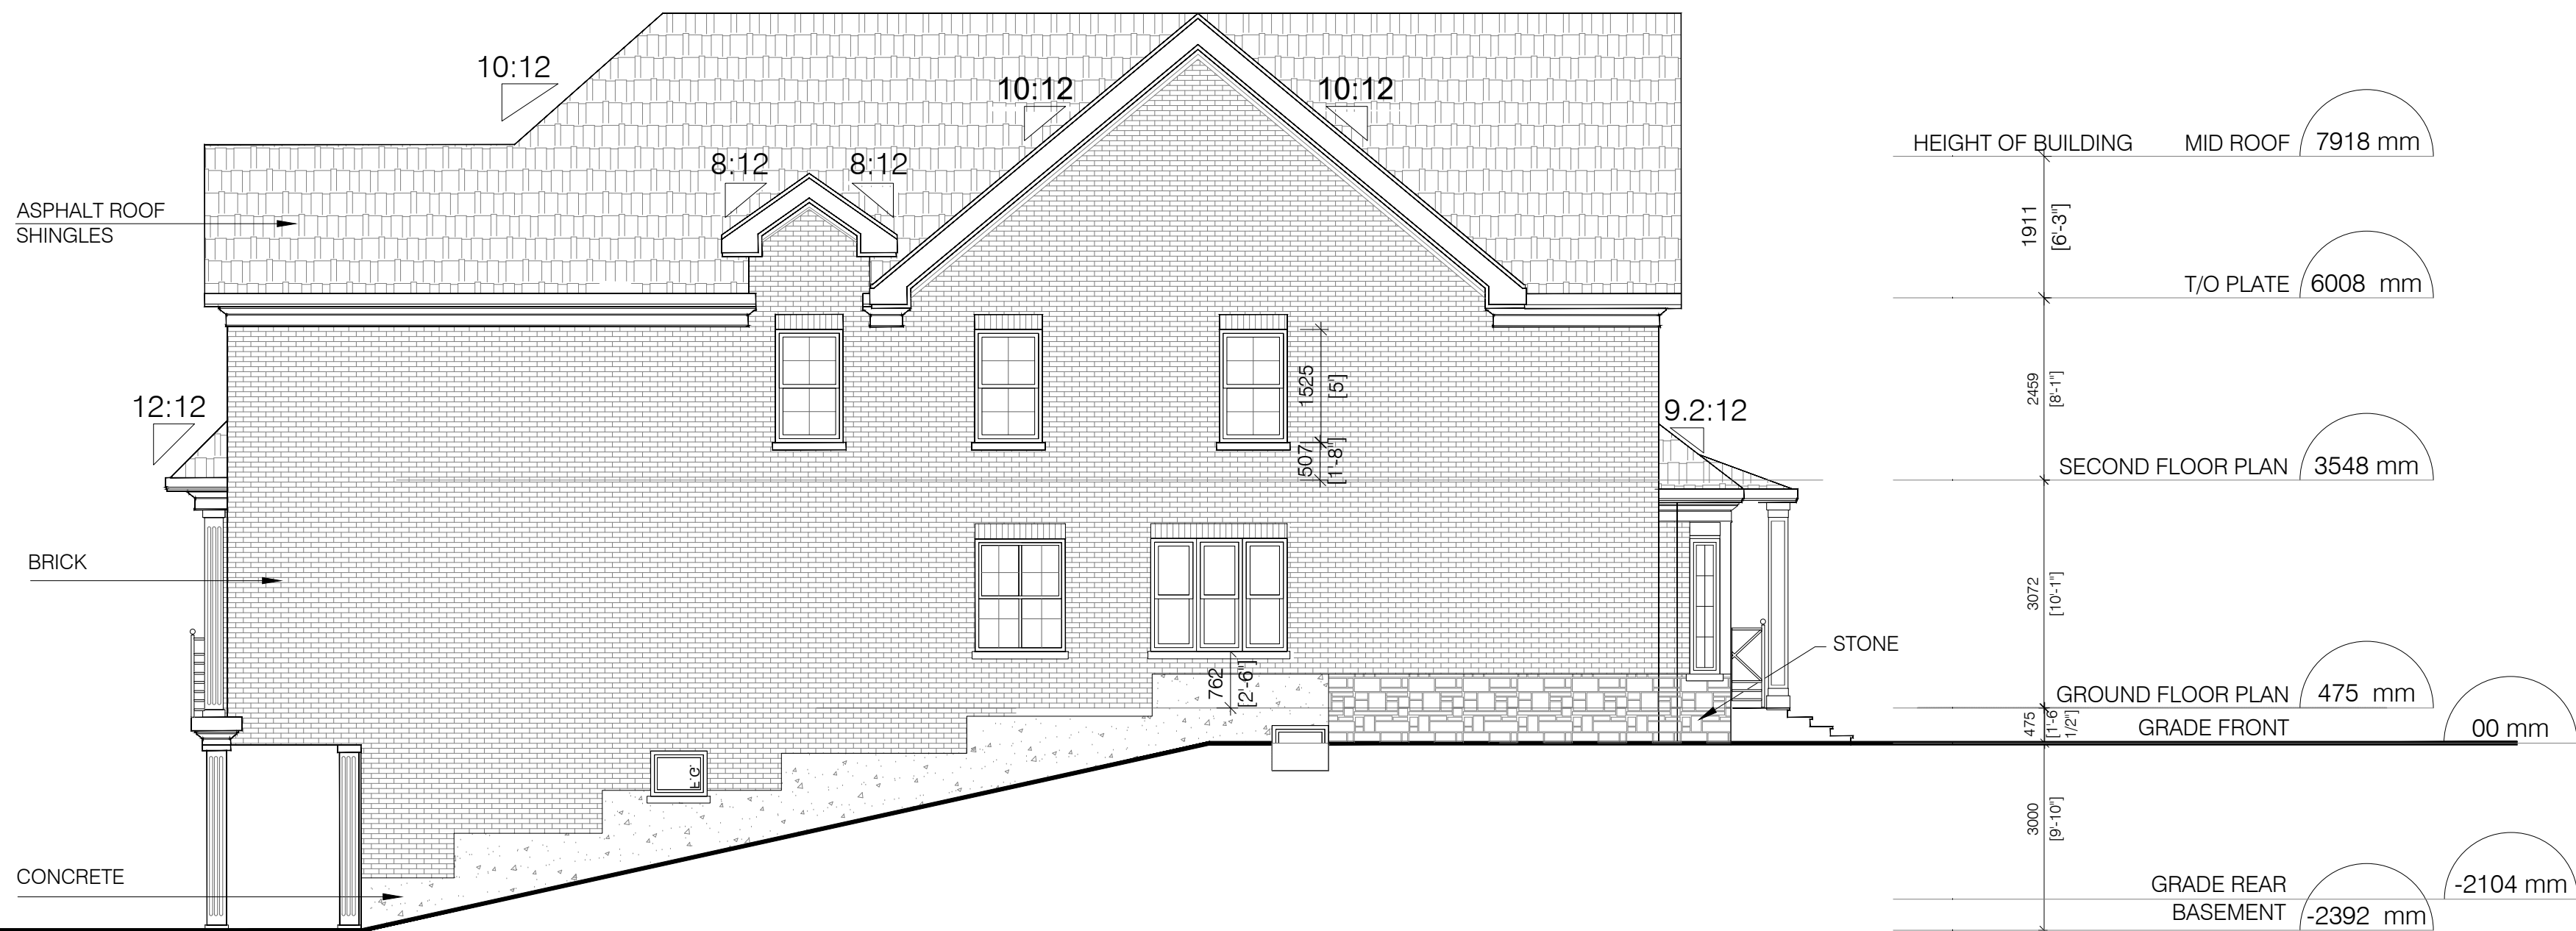 10:12
10:12
10:12
8:12
8:12
HEIGHT OF BUILDING MID ROOF 7918 mm
ASPHALT ROOF
SHINGLES
1911
[6'-3"]
T/O PLATE 6008 mm
1525
[5']
2459
[8'-1"]
12:12
9.2:12
507
[1'-8"]
SECOND FLOOR PLAN 3548 mm
BRICK
3072
[10'-1"]
STONE
762
[2'-6"]
GROUND FLOOR PLAN 475 mm
475
[1'-6
1/2"]
GRADE FRONT 00 mm
3000
[9'-10"]
CONCRETE
GRADE REAR -2104 mm
BASEMENT -2392 mm